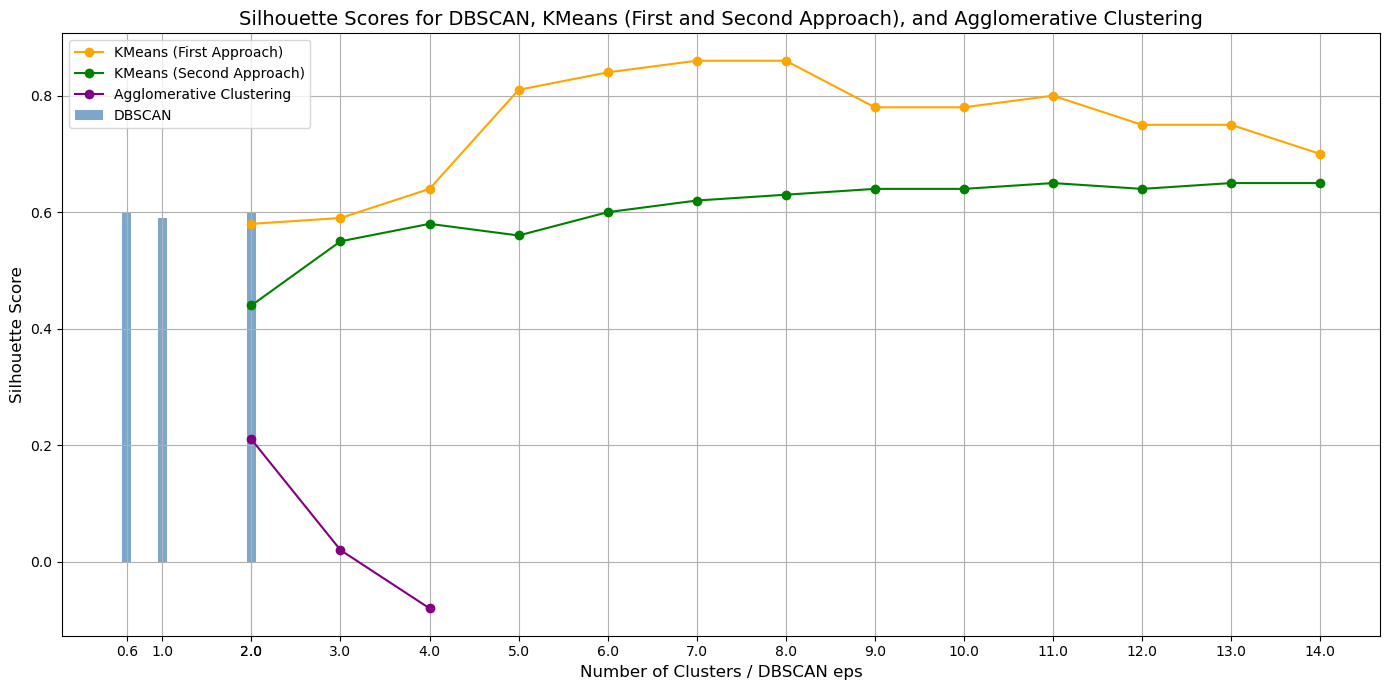 Silhouette Scores for DBSCAN, KMeans (First and Second Approach), and Agglomerative Clustering
KMeans (First Approach)
KMeans (Second Approach)
Agglomerative Clustering
DBSCAN
Silhouette Score
0.8
0.6
0.4
0.2
0.0
0.6 1.0 2.0 3.0 4.0 5.0 6.0 7.0 8.0 9.0 10.0 11.0 12.0 13.0 14.0
Number of Clusters / DBSCAN eps